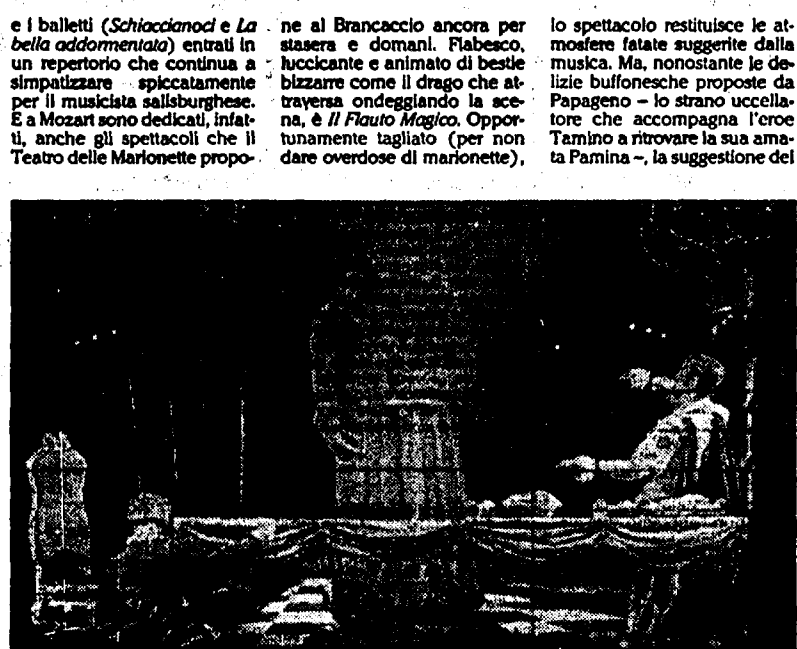 e i balletti (Schiaccianoci e La
bella addormentata) entrati in
un repertorio che continua a
simpatizzare spiccatamente
per il musicista salisburghese.
E a Mozart sono dedicati, infat-
ti, anche gli spettacoli che il
Teatro delle Marionette propo-
ne al Brancaccio ancora per
stasera e domani. Fiabesco,
luccicante e animato di bestie
bizzarre come il drago che at-
traversa ondeggiando la sce-
na, è Il Flauto Magico. Oppor-
tunamente tagliato (per non
dare overdose di marionette),
lo spettacolo restituisce le at-
mosfere fatate suggerite dalla
musica. Ma, nonostante le de-
lizie buffonesche proposte da
Papageno – lo strano uccella-
tore che accompagna l'eroe
Tamino a ritrovare la sua ama-
ta Pamina –, la suggestione del